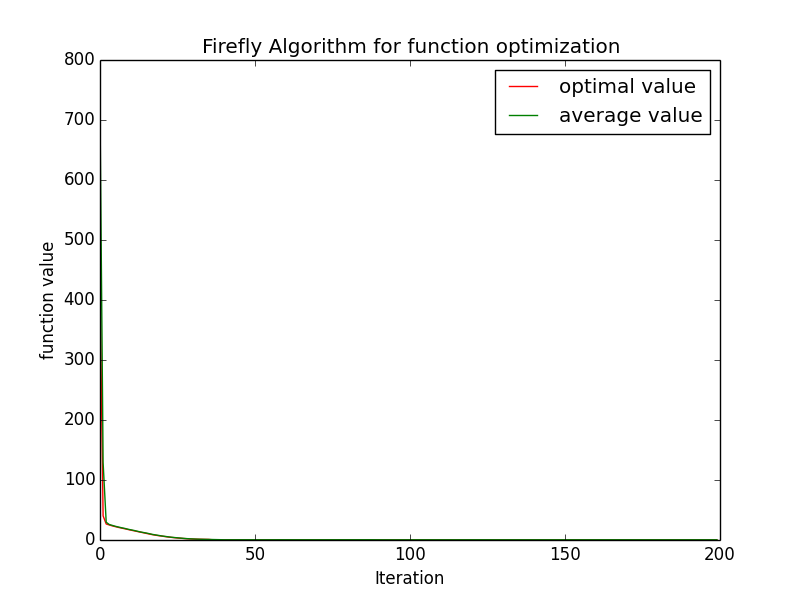 Firefly Algorithm for function optimization
800
700
600
500
400
300
200
100
0
function value
optimal value
average value
0 50 100 150 200
Iteration